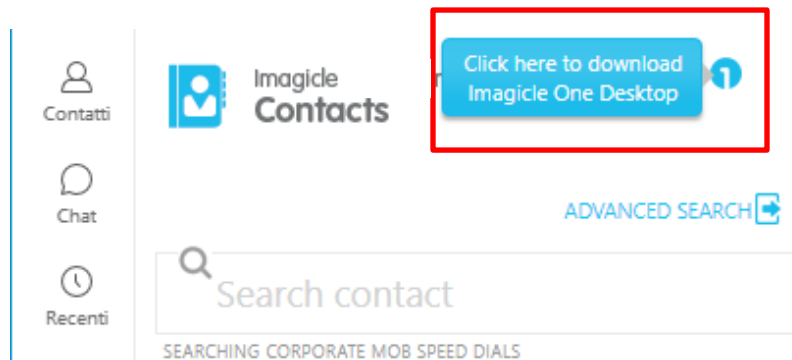 Contatti
Chat
Recenti
Imagicle
Contacts
Click here to download
Imagicle One Desktop
1
ADVANCED SEARCH
Search contact
SEARCHING CORPORATE MOB SPEED DIALS